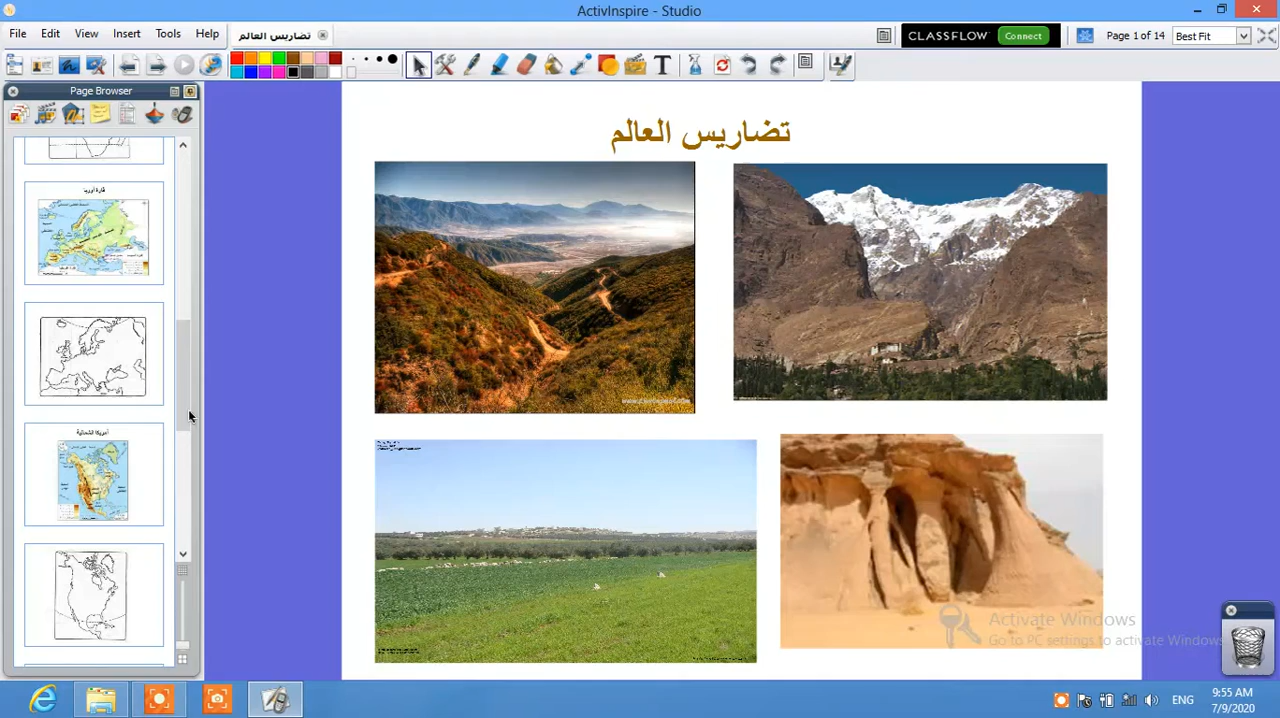 ActivInspire - Studio
File Edit View Insert Tools Help
تضاريس العالم
CLASSFLOW Connect
Page 1 of 14
Best Fit
Page Browser
تضاريس العالم
قارة أوربا
أمريكا الشمالية
Activate Windows
Go to PC settings to activate Windows
ENG
9:55 AM
7/9/2020